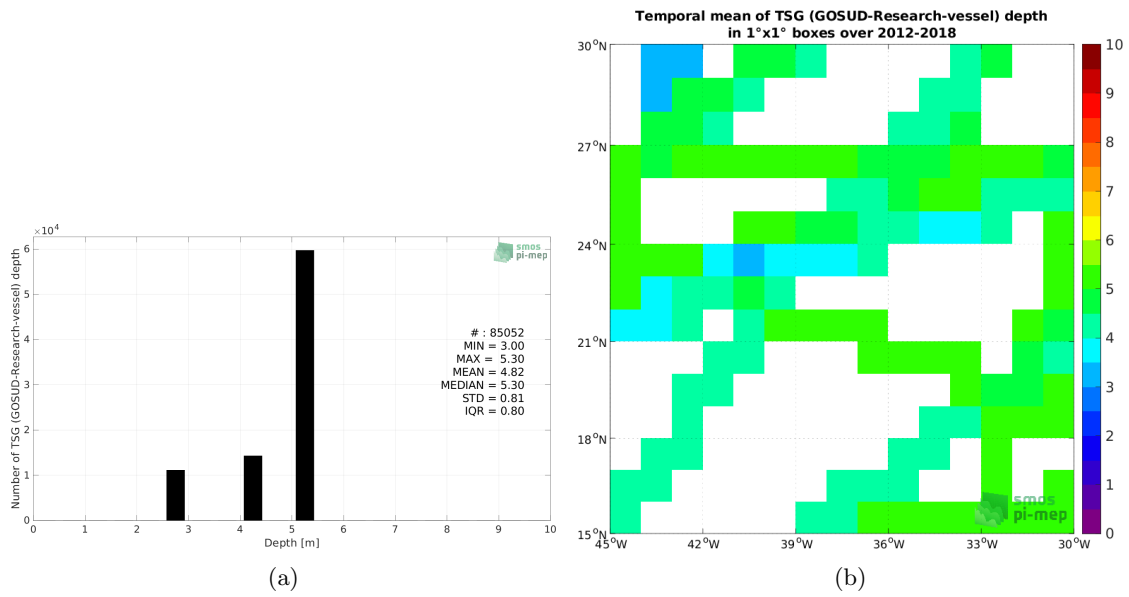 ×10⁴
6
5
4
3
2
1
0
Number of TSG (GOSUD-Research-vessel) depth
smos
pi-mep
# : 85052
MIN = 3.00
MAX = 5.30
MEAN = 4.82
MEDIAN = 5.30
STD = 0.81
IQR = 0.80
0 1 2 3 4 5 6 7 8 9 10
Depth [m]
(a)
Temporal mean of TSG (GOSUD-Research-vessel) depth
in 1°x1° boxes over 2012-2018
30°N
27°N
24°N
21°N
18°N
15°N
45°W 42°W 39°W 36°W 33°W 30°W
smos
pi-mep
10
9
8
7
6
5
4
3
2
1
0
(b)